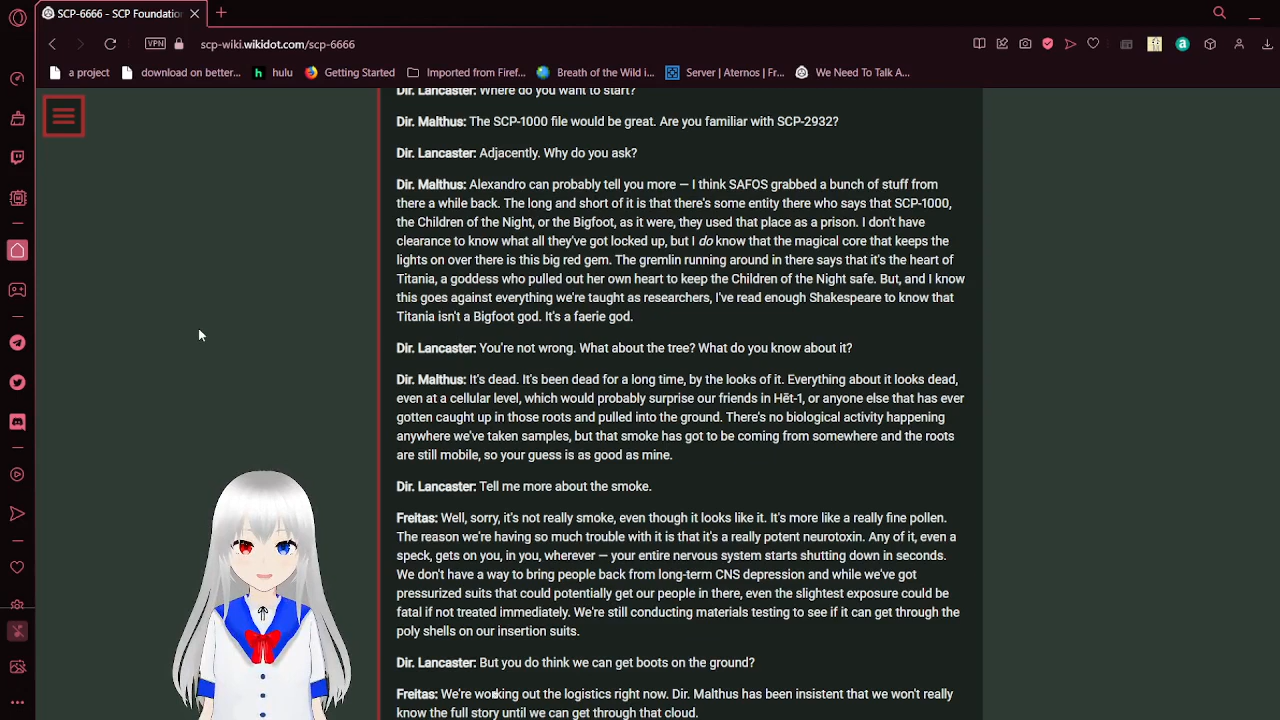 SCP-6666 - SCP Foundation
VPN
scp-wiki.wikidot.com/scp-6666
a project
download on better...
hulu
Getting Started
Imported from Firef...
Breath of the Wild i...
Server | Aternos | Fr...
We Need To Talk A...
Dir. Lancaster: Where do you want to start?
Dir. Malthus: The SCP-1000 file would be great. Are you familiar with SCP-2932?
Dir. Lancaster: Adjacently. Why do you ask?
Dir. Malthus: Alexandro can probably tell you more — I think SAFOS grabbed a bunch of stuff from
there a while back. The long and short of it is that there's some entity there who says that SCP-1000,
the Children of the Night, or the Bigfoot, as it were, they used that place as a prison. I don't have
clearance to know what all they've got locked up, but I do know that the magical core that keeps the
lights on over there is this big red gem. The gremlin running around in there says that it's the heart of
Titania, a goddess who pulled out her own heart to keep the Children of the Night safe. But, and I know
this goes against everything we're taught as researchers, I've read enough Shakespeare to know that
Titania isn't a Bigfoot god. It's a faerie god.
Dir. Lancaster: You're not wrong. What about the tree? What do you know about it?
Dir. Malthus: It's dead. It's been dead for a long time, by the looks of it. Everything about it looks dead,
even at a cellular level, which would probably surprise our friends in Hēt-1, or anyone else that has ever
gotten caught up in those roots and pulled into the ground. There's no biological activity happening
anywhere we've taken samples, but that smoke has got to be coming from somewhere and the roots
are still mobile, so your guess is as good as mine.
Dir. Lancaster: Tell me more about the smoke.
Freitas: Well, sorry, it's not really smoke, even though it looks like it. It's more like a really fine pollen.
The reason we're having so much trouble with it is that it's a really potent neurotoxin. Any of it, even a
speck, gets on you, in you, wherever — your entire nervous system starts shutting down in seconds.
We don't have a way to bring people back from long-term CNS depression and while we've got
pressurized suits that could potentially get our people in there, even the slightest exposure could be
fatal if not treated immediately. We're still conducting materials testing to see if it can get through the
poly shells on our insertion suits.
Dir. Lancaster: But you do think we can get boots on the ground?
Freitas: We're working out the logistics right now. Dir. Malthus has been insistent that we won't really
know the full story until we can get through that cloud.